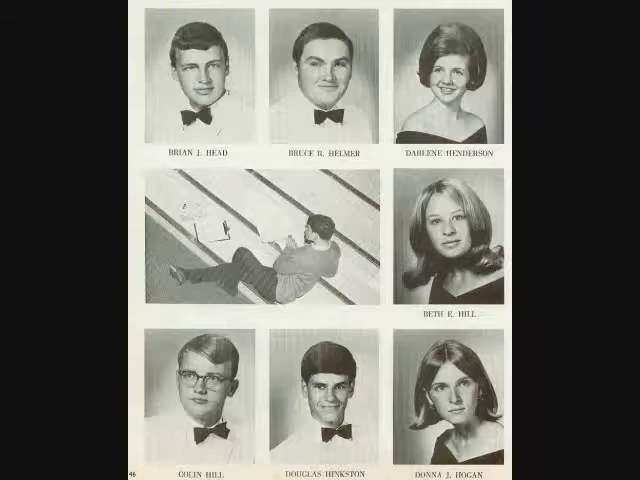 BRIAN J. HEAD
BRUCE R. HELMER
DARLENE HENDERSON
BETH E. HILL
46
COLIN HILL
DOUGLAS HINKSTON
DONNA J. HOGAN